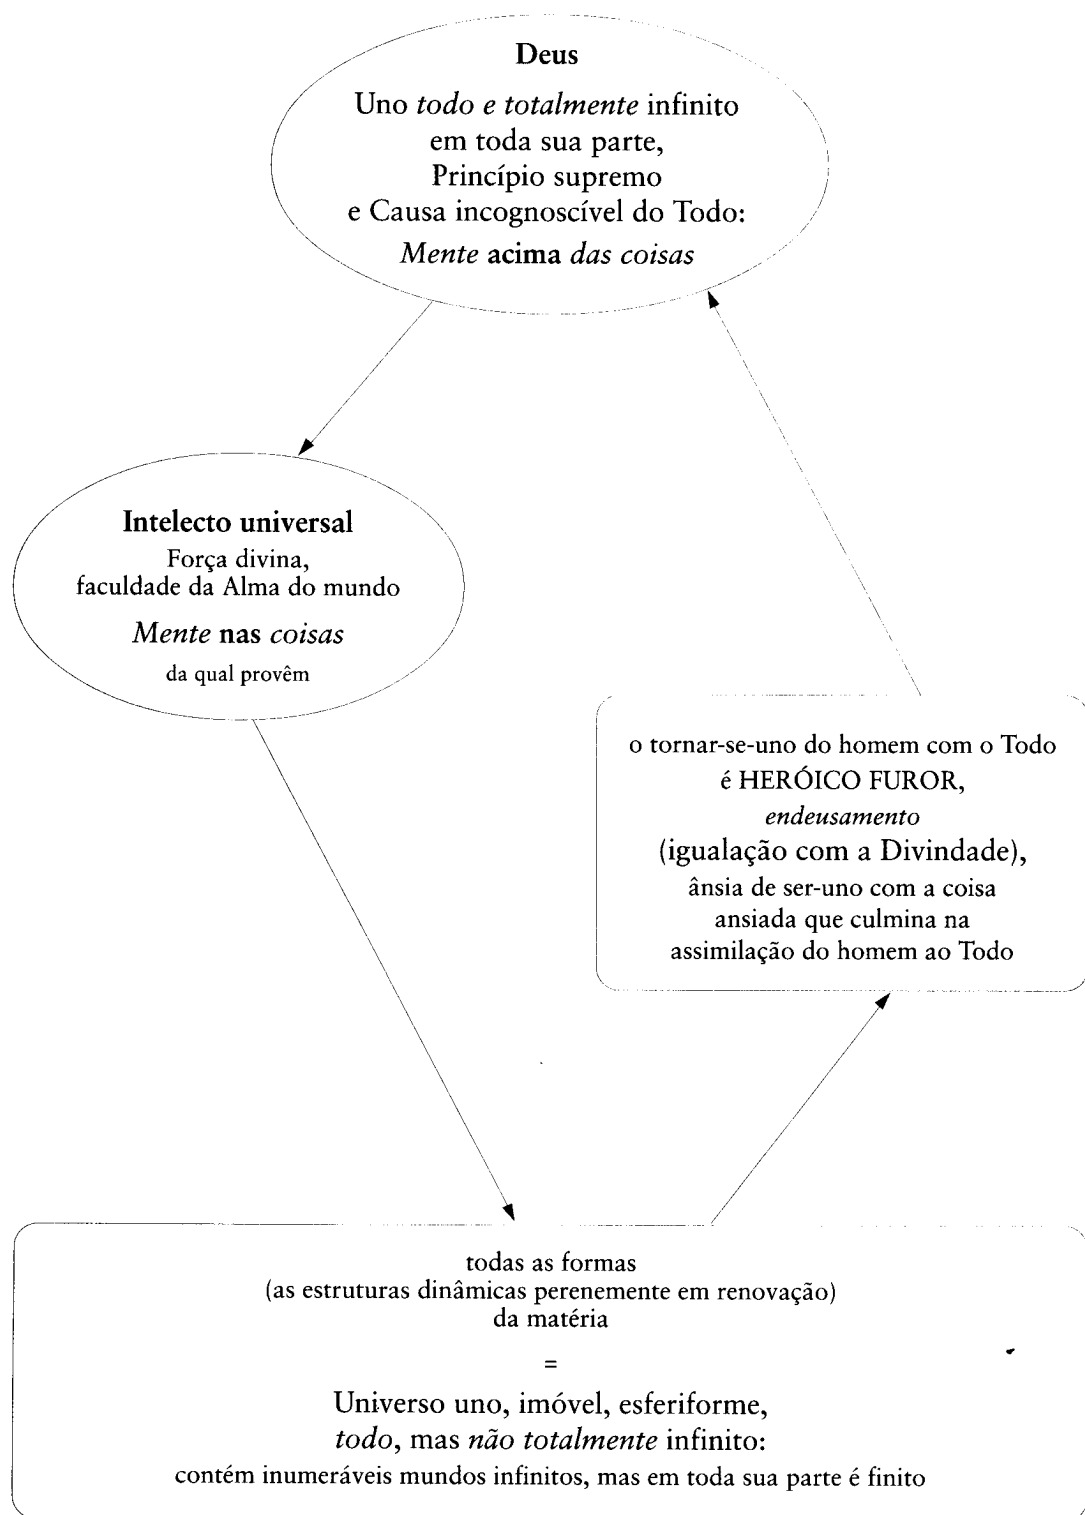 Deus
Uno todo e totalmente infinito
em toda sua parte,
Princípio supremo
e Causa incognoscível do Todo:
Mente acima das coisas
Intelecto universal
Força divina,
faculdade da Alma do mundo
Mente nas coisas
da qual provêm
o tornar-se-uno do homem com o Todo
é HERÓICO FUROR,
endeusamento
(igualação com a Divindade),
ânsia de ser-uno com a coisa
ansiada que culmina na
assimilação do homem ao Todo
todas as formas
(as estruturas dinâmicas perenemente em renovação)
da matéria
=
Universo uno, imóvel, esferiforme,
todo, mas não totalmente infinito:
contém inumeráveis mundos infinitos, mas em toda sua parte é finito